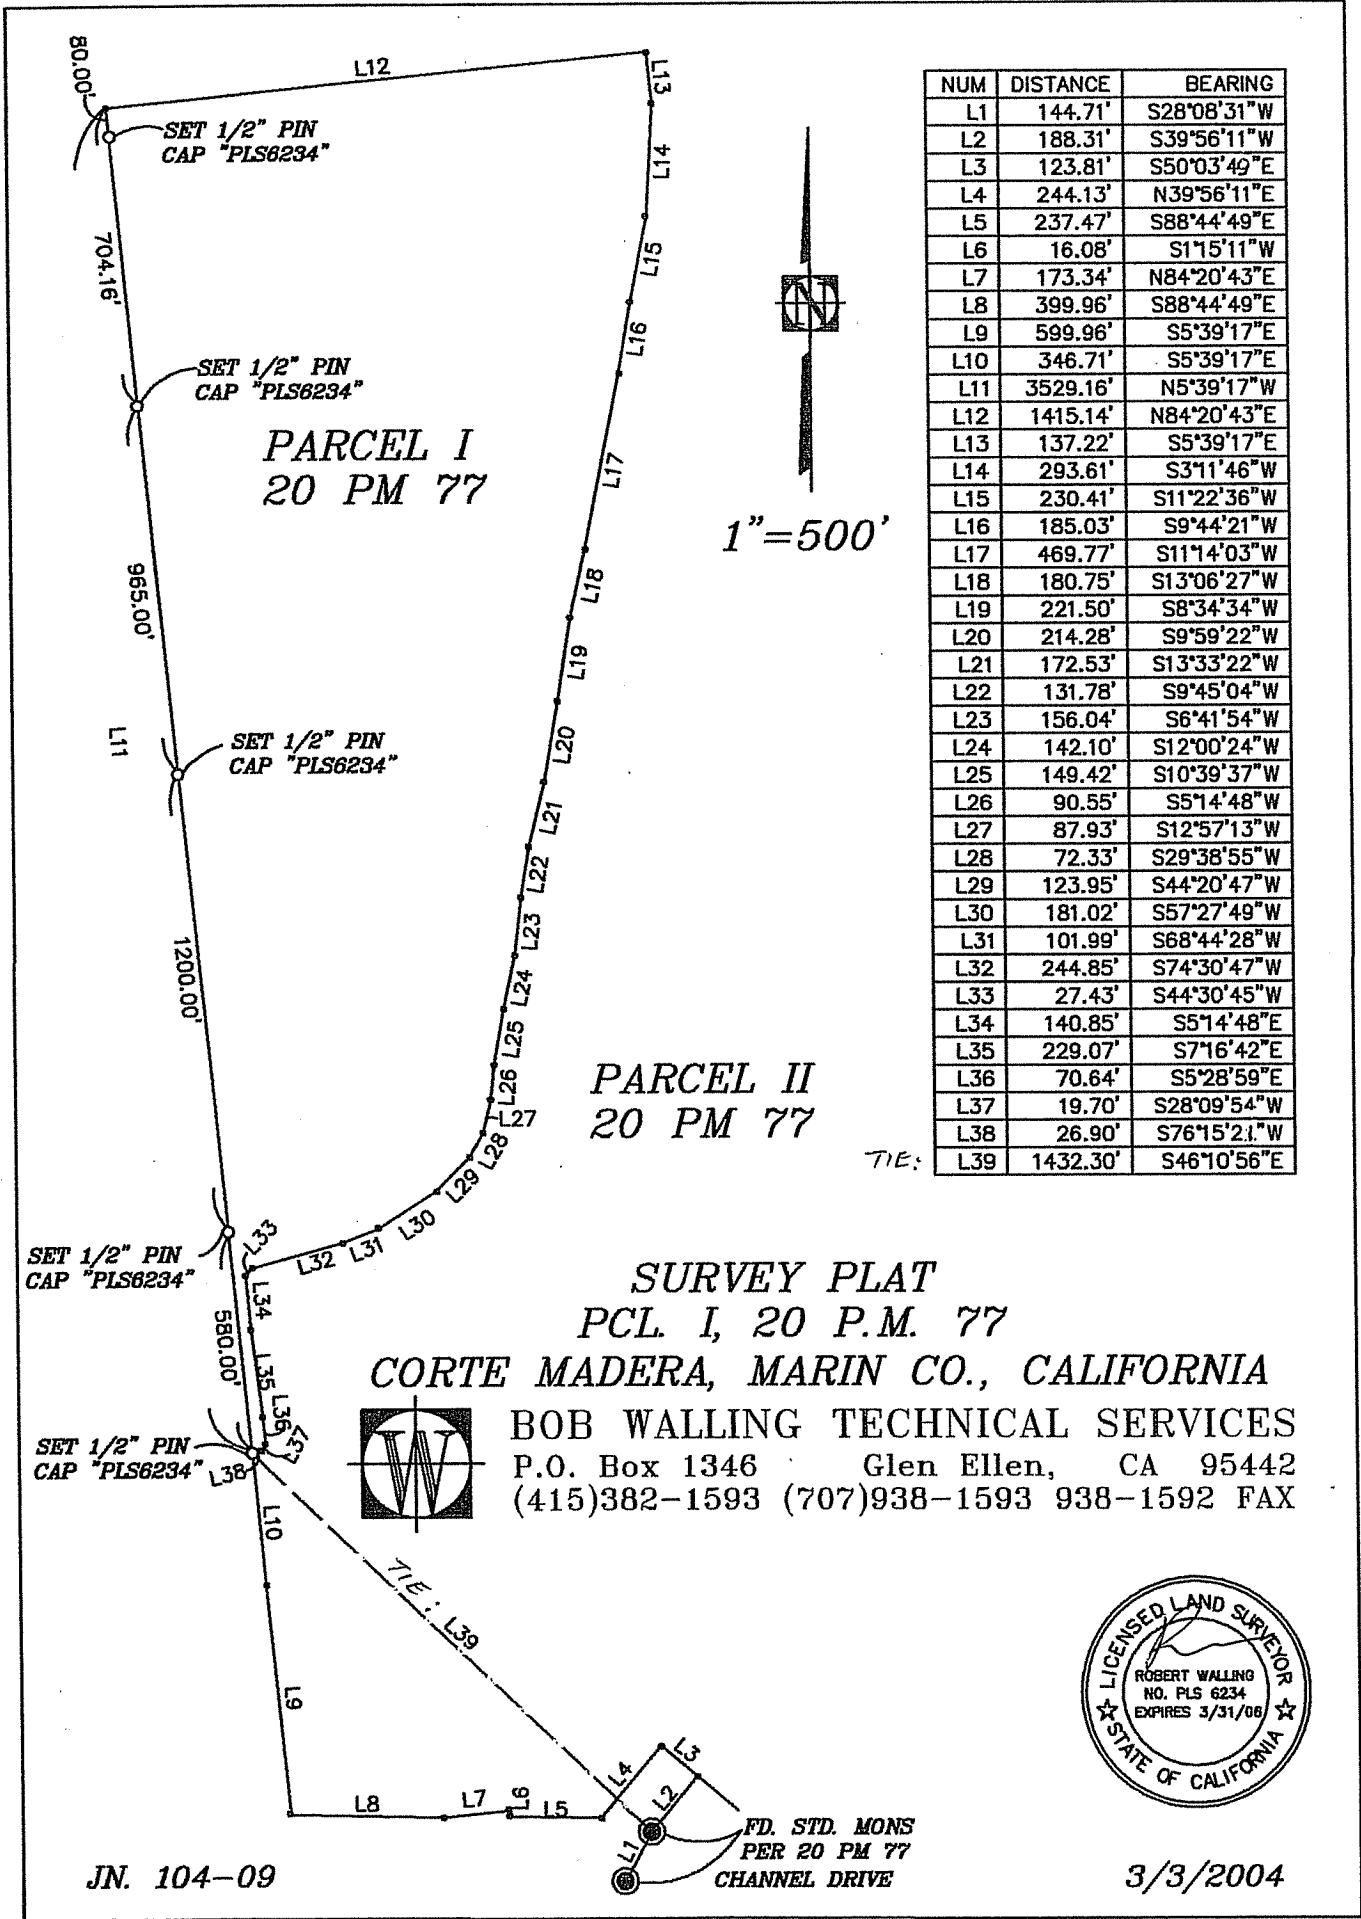 80.00'
L12
L13
SET 1/2" PIN
CAP "PLS6234"
L14
704.16'
L15
L16
N
SET 1/2" PIN
CAP "PLS6234"
PARCEL I
20 PM 77
L17
1"=500'
965.00'
L18
L19
L11
SET 1/2" PIN
CAP "PLS6234"
L20
L21
L22
1200.00'
L23
L24
L25
PARCEL II
20 PM 77
L26
L27
L28
L29
L30
L31
L32
L33
SET 1/2" PIN
CAP "PLS6234"
L34
580.00'
L35
L36
L37
SET 1/2" PIN
CAP "PLS6234"
L38
L10
TIE: L39
L9
L8
L7
L6
L5
L4
L3
L2
L1
FD. STD. MONS
PER 20 PM 77
CHANNEL DRIVE
NUM DISTANCE BEARING
L1 144.71' S28°08'31"W
L2 188.31' S39°56'11"W
L3 123.81' S50°03'49"E
L4 244.13' N39°56'11"E
L5 237.47' S88°44'49"E
L6 16.08' S1°15'11"W
L7 173.34' N84°20'43"E
L8 399.96' S88°44'49"E
L9 599.96' S5°39'17"E
L10 346.71' S5°39'17"E
L11 3529.16' N5°39'17"W
L12 1415.14' N84°20'43"E
L13 137.22' S5°39'17"E
L14 293.61' S3°11'46"W
L15 230.41' S11°22'36"W
L16 185.03' S9°44'21"W
L17 469.77' S11°14'03"W
L18 180.75' S13°06'27"W
L19 221.50' S8°34'34"W
L20 214.28' S9°59'22"W
L21 172.53' S13°33'22"W
L22 131.78' S9°45'04"W
L23 156.04' S6°41'54"W
L24 142.10' S12°00'24"W
L25 149.42' S10°39'37"W
L26 90.55' S5°14'48"W
L27 87.93' S12°57'13"W
L28 72.33' S29°38'55"W
L29 123.95' S44°20'47"W
L30 181.02' S57°27'49"W
L31 101.99' S68°44'28"W
L32 244.85' S74°30'47"W
L33 27.43' S44°30'45"W
L34 140.85' S5°14'48"E
L35 229.07' S7°16'42"E
L36 70.64' S5°28'59"E
L37 19.70' S28°09'54"W
L38 26.90' S76°15'21"W
TIE: L39 1432.30' S46°10'56"E
SURVEY PLAT
PCL. I, 20 P.M. 77
CORTE MADERA, MARIN CO., CALIFORNIA
W
BOB WALLING TECHNICAL SERVICES
P.O. Box 1346 Glen Ellen, CA 95442
(415)382-1593 (707)938-1593 938-1592 FAX
LICENSED LAND SURVEYOR
ROBERT WALLING
NO. PLS 6234
EXPIRES 3/31/06
STATE OF CALIFORNIA
JN. 104-09
3/3/2004